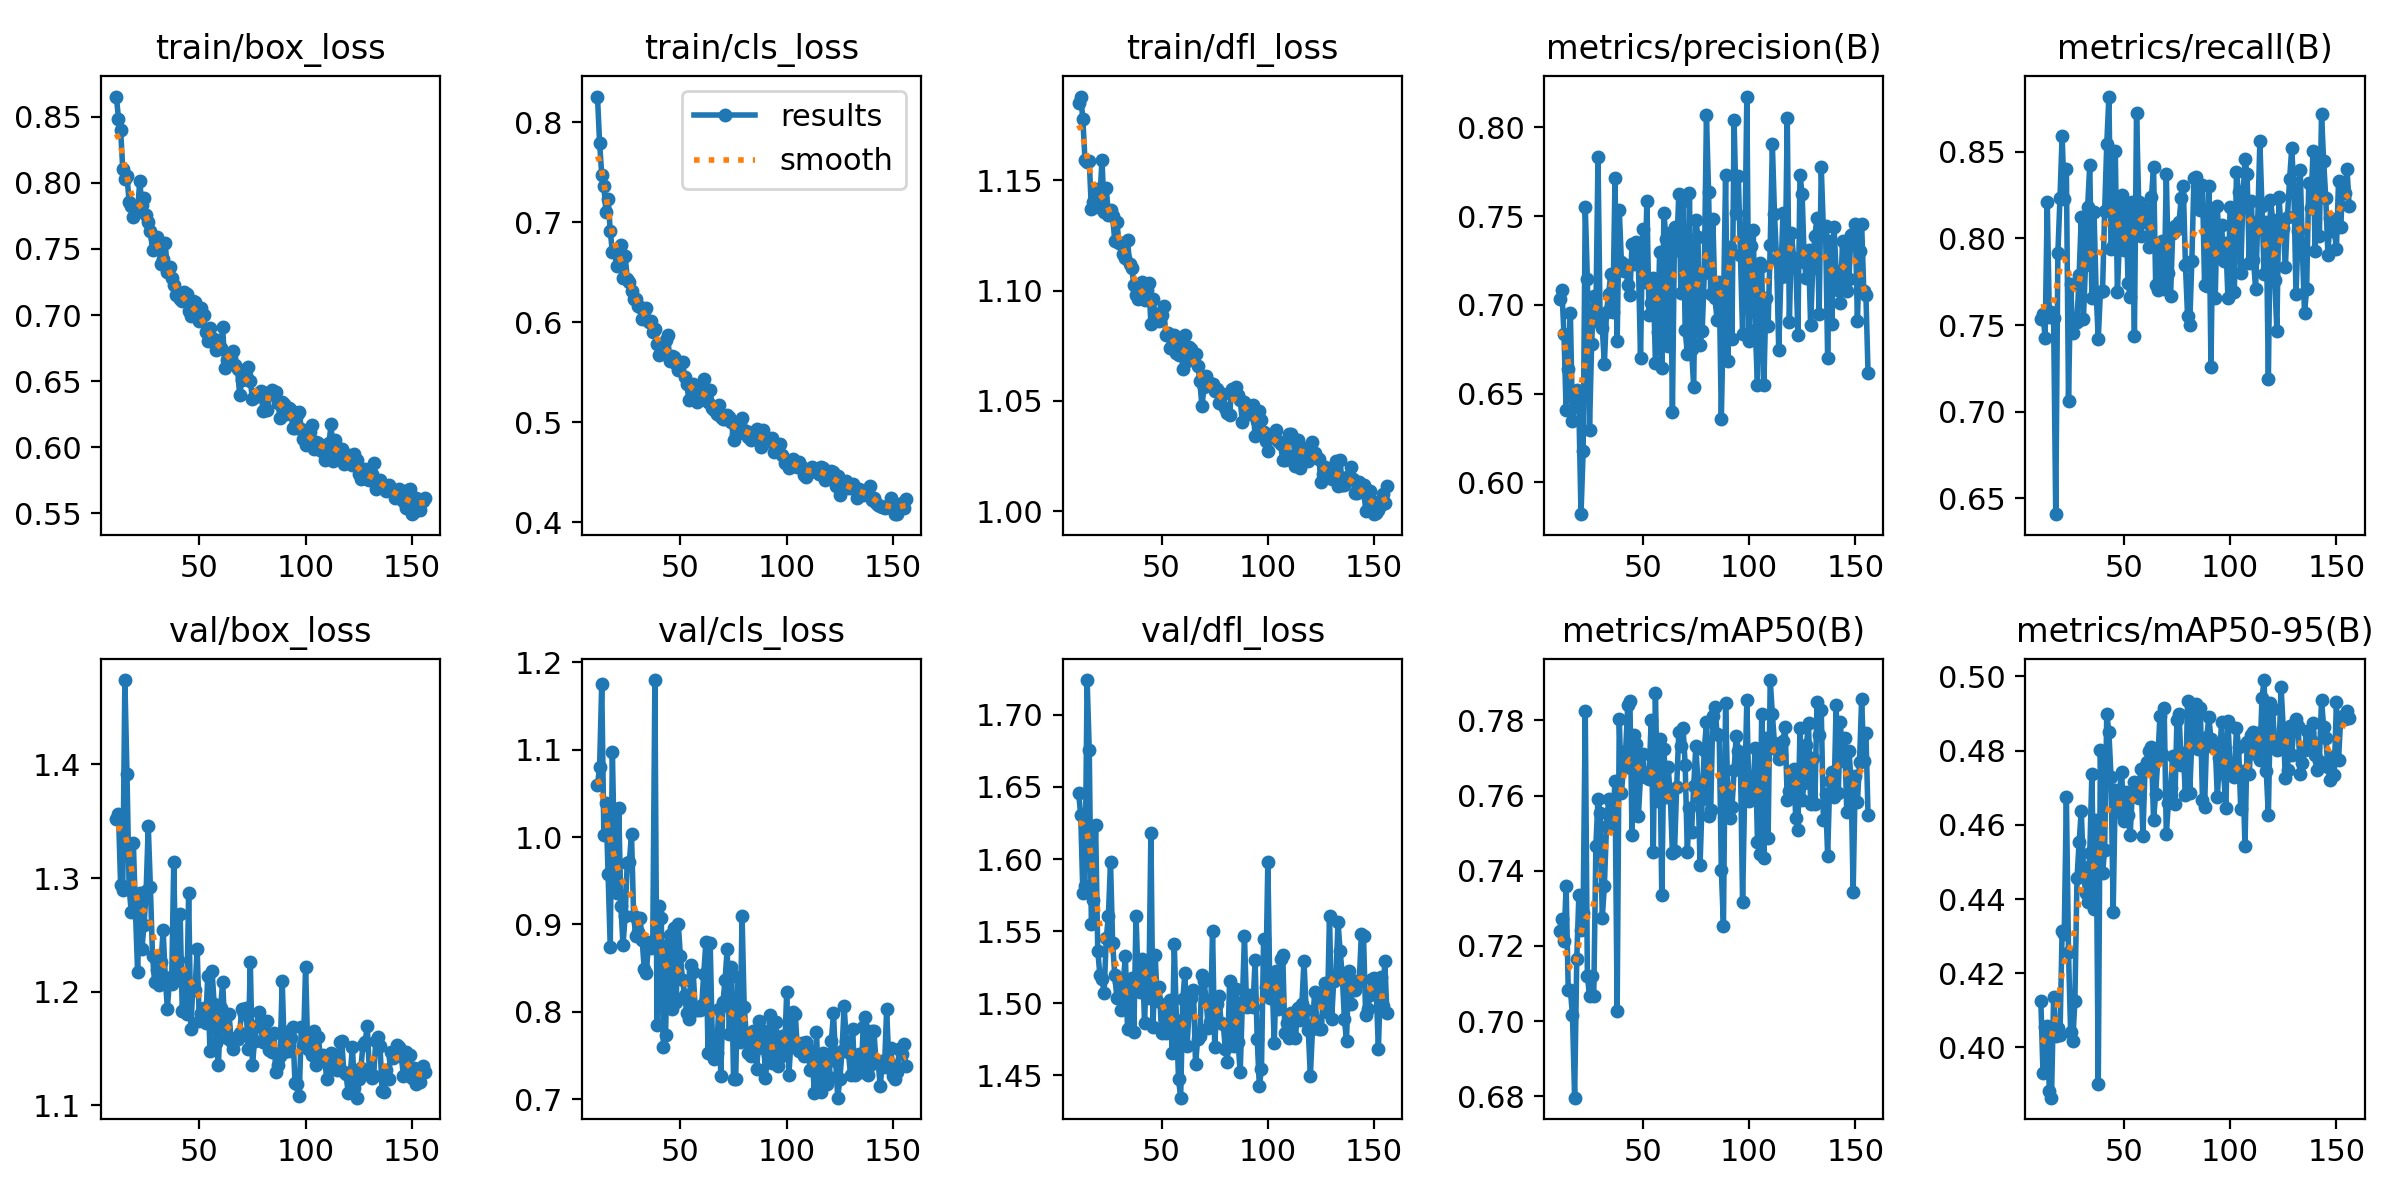 train/box_loss
train/cls_loss
train/dfl_loss
metrics/precision(B)
metrics/recall(B)
0.85
0.80
0.75
0.70
0.65
0.60
0.55
50 100 150
results
smooth
0.8
0.7
0.6
0.5
0.4
50 100 150
1.15
1.10
1.05
1.00
50 100 150
0.80
0.75
0.70
0.65
0.60
50 100 150
0.85
0.80
0.75
0.70
0.65
50 100 150
val/box_loss
val/cls_loss
val/dfl_loss
metrics/mAP50(B)
metrics/mAP50-95(B)
1.4
1.3
1.2
1.1
50 100 150
1.2
1.1
1.0
0.9
0.8
0.7
50 100 150
1.70
1.65
1.60
1.55
1.50
1.45
50 100 150
0.78
0.76
0.74
0.72
0.70
0.68
50 100 150
0.50
0.48
0.46
0.44
0.42
0.40
50 100 150